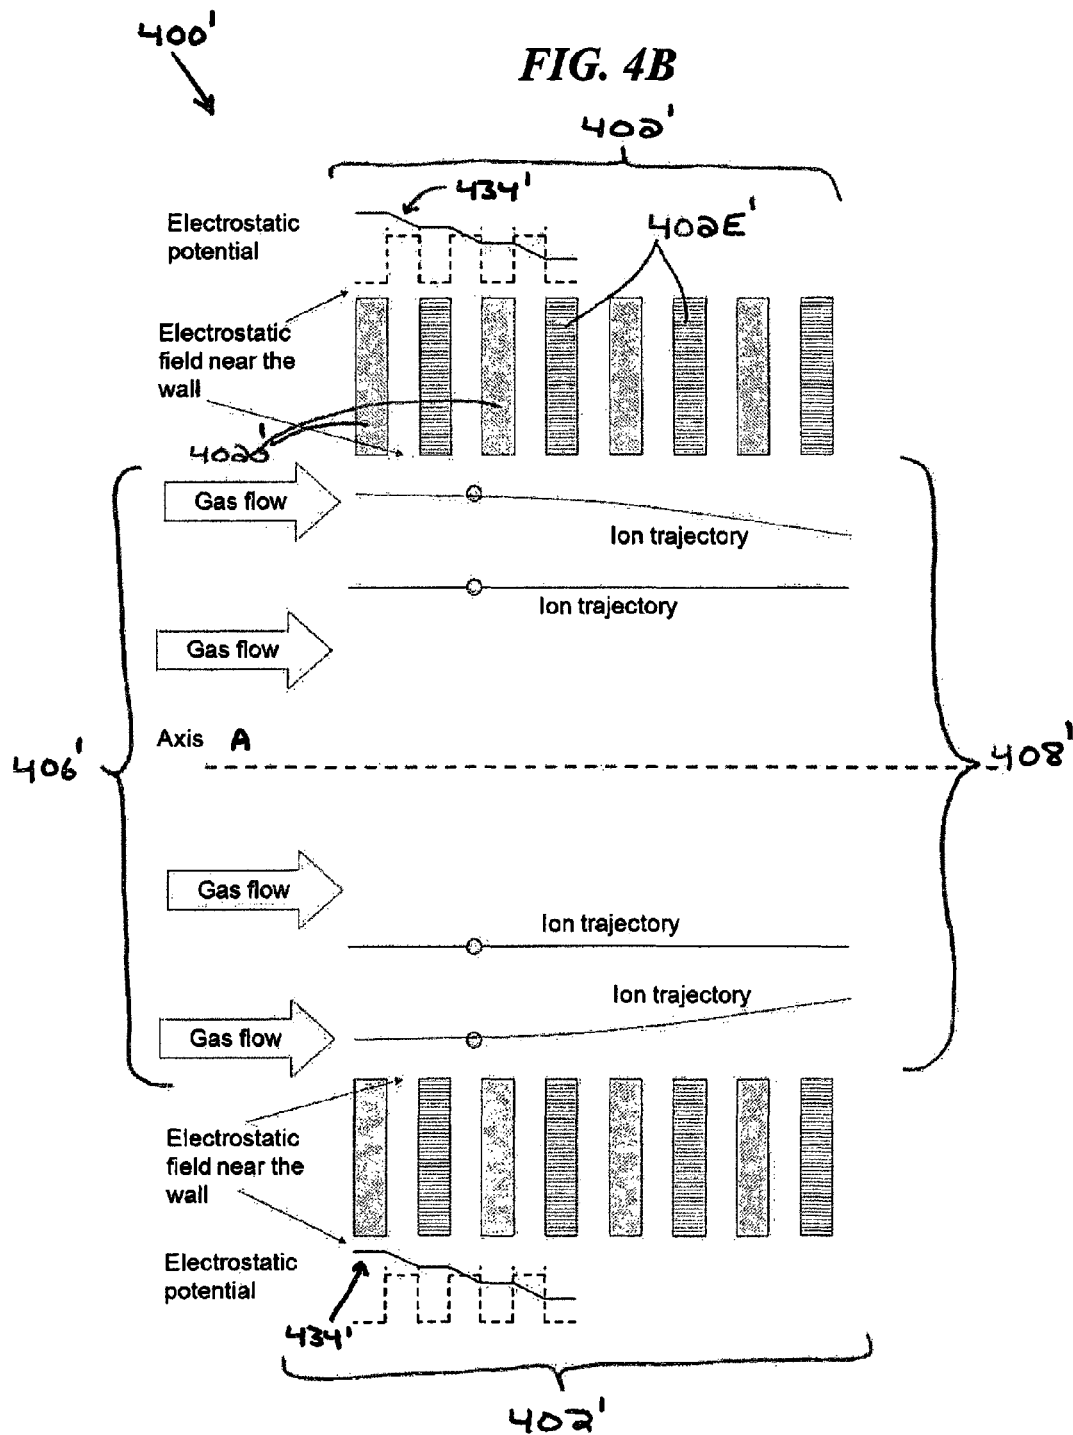 400'
FIG. 4B
402'
434'
Electrostatic
potential
402E'
Electrostatic
field near the
wall
402O'
Gas flow
Ion trajectory
Ion trajectory
Gas flow
Axis A
406'
408'
Gas flow
Ion trajectory
Ion trajectory
Gas flow
Electrostatic
field near the
wall
Electrostatic
potential
434'
402'